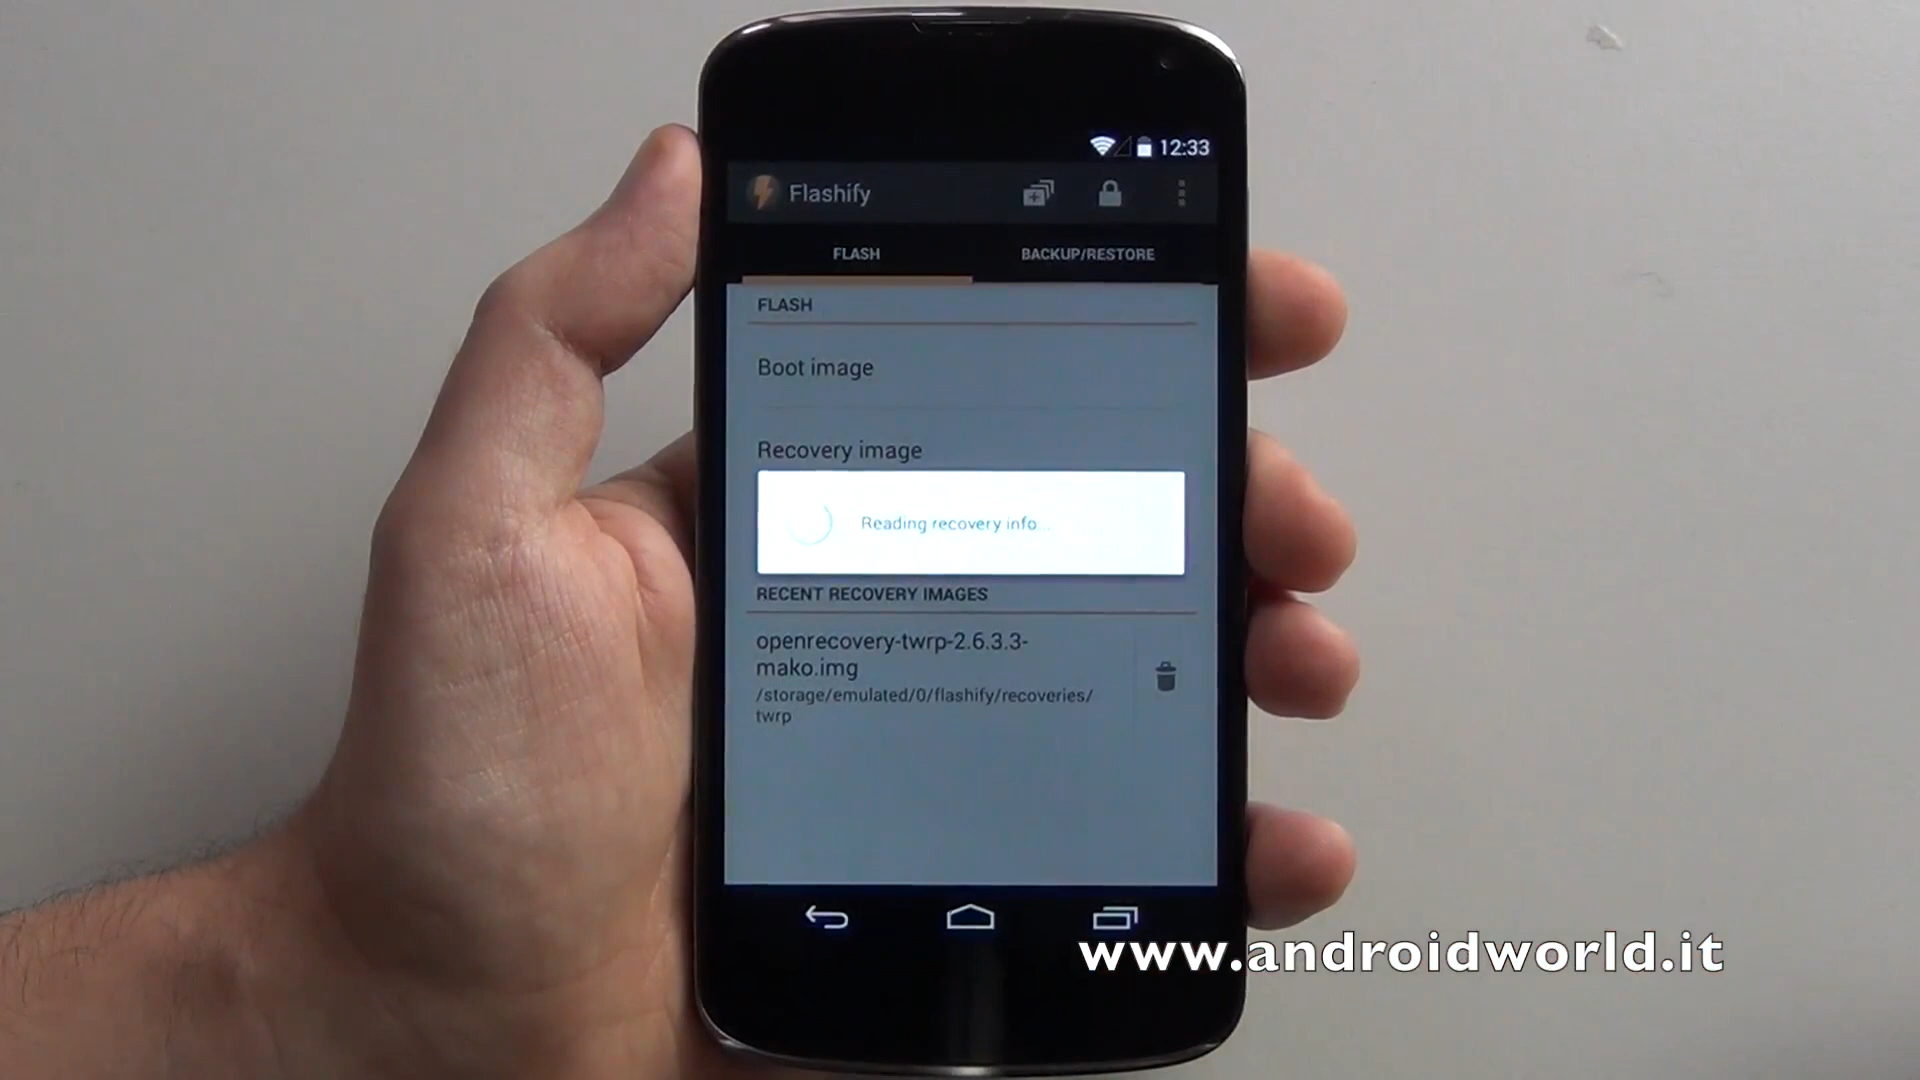 12:33
Flashify
FLASH
BACKUP/RESTORE
FLASH
Boot image
Recovery image
Reading recovery info...
RECENT RECOVERY IMAGES
openrecovery-twrp-2.6.3.3-
mako.img
/storage/emulated/0/flashify/recoveries/
twrp
www.androidworld.it